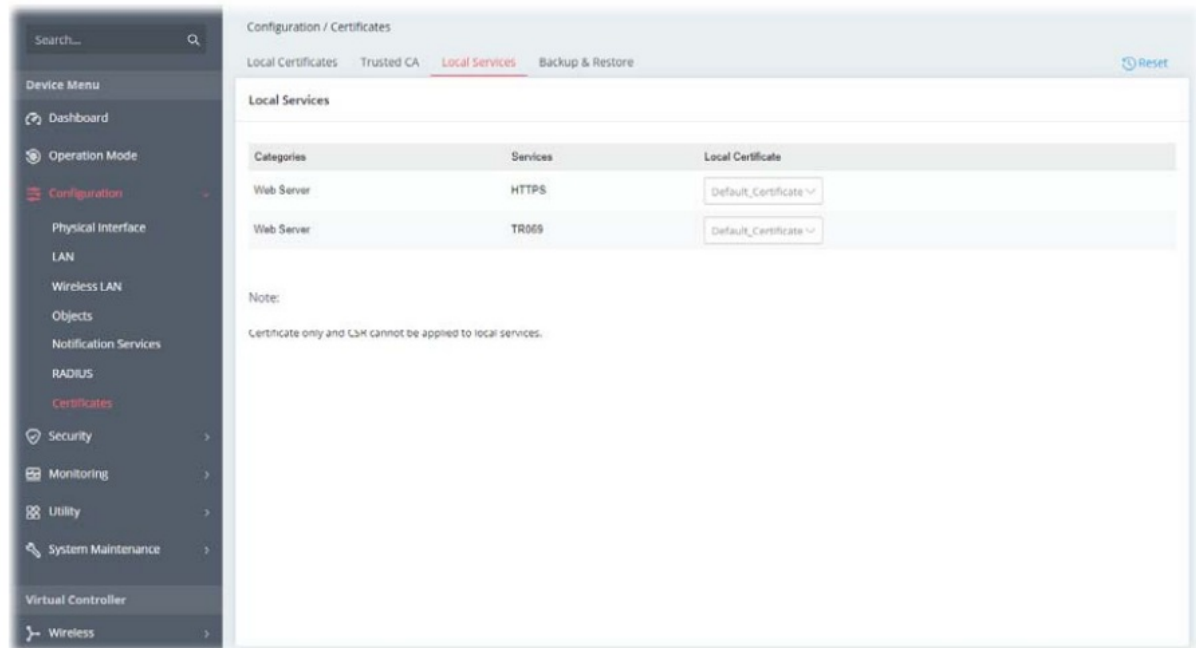 Search...
Device Menu
Dashboard
Operation Mode
Configuration
Physical Interface
LAN
Wireless LAN
Objects
Notification Services
RADIUS
Certificates
Security
Monitoring
Utility
System Maintenance
Virtual Controller
Wireless
Configuration / Certificates
Local Certificates Trusted CA Local Services Backup & Restore Reset
Local Services
Categories Services Local Certificate
Web Server HTTPS Default_Certificate
Web Server TR069 Default_Certificate
Note:
Certificate only and CSR cannot be applied to local services.